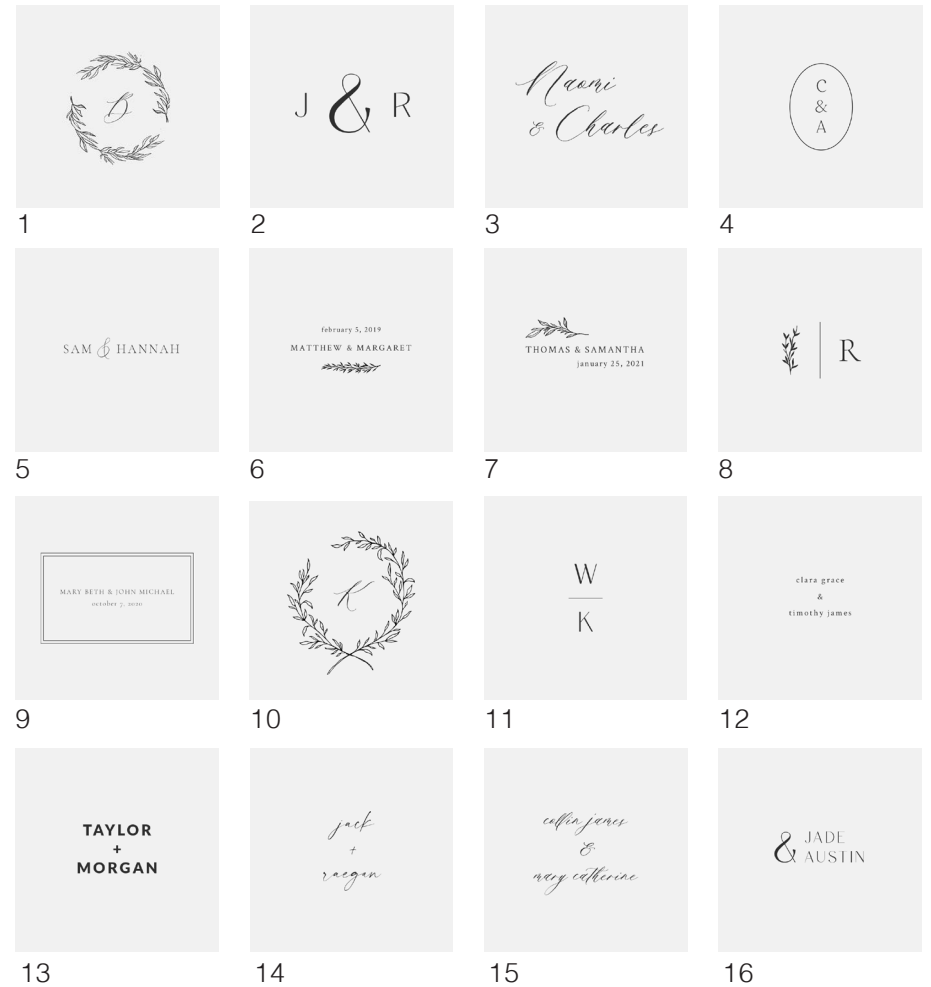 B
J & R
Naomi
& Charles
C
&
A
1
2
3
4
SAM & HANNAH
february 5, 2019
MATTHEW & MARGARET
THOMAS & SAMANTHA
january 25, 2021
R
5
6
7
8
MARY BETH & JOHN MICHAEL
october 7, 2020
K
W
K
clara grace
&
timothy james
9
10
11
12
TAYLOR
+
MORGAN
jack
+
raegan
collin james
&
mary catherine
& JADE
AUSTIN
13
14
15
16